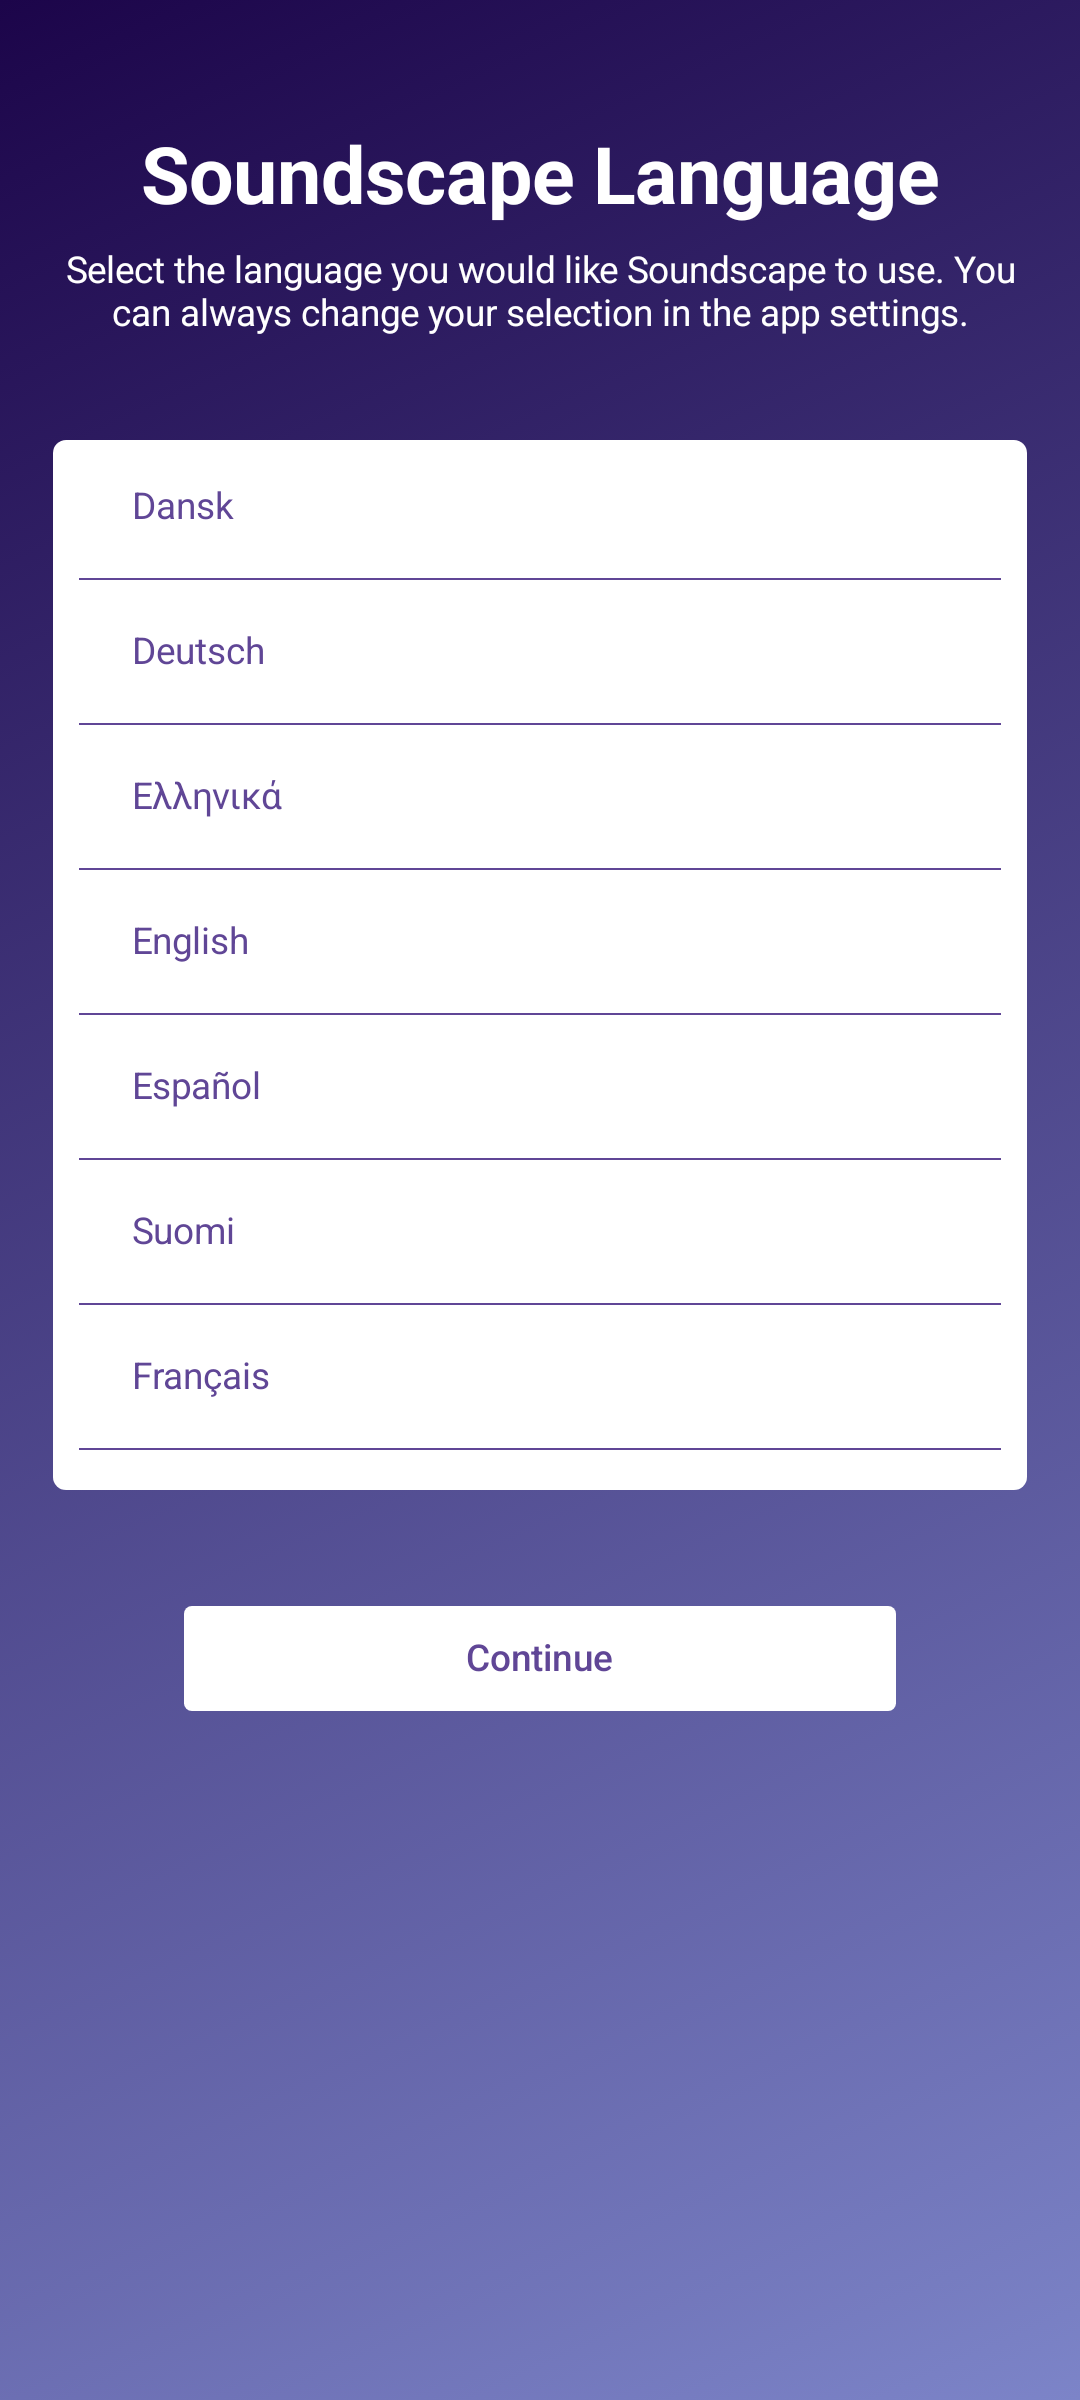 Soundscape Language
Select the language you would like Soundscape to use. You
can always change your selection in the app settings.
Dansk
Deutsch
Ελληνικά
English
Español
Suomi
Français
Continue